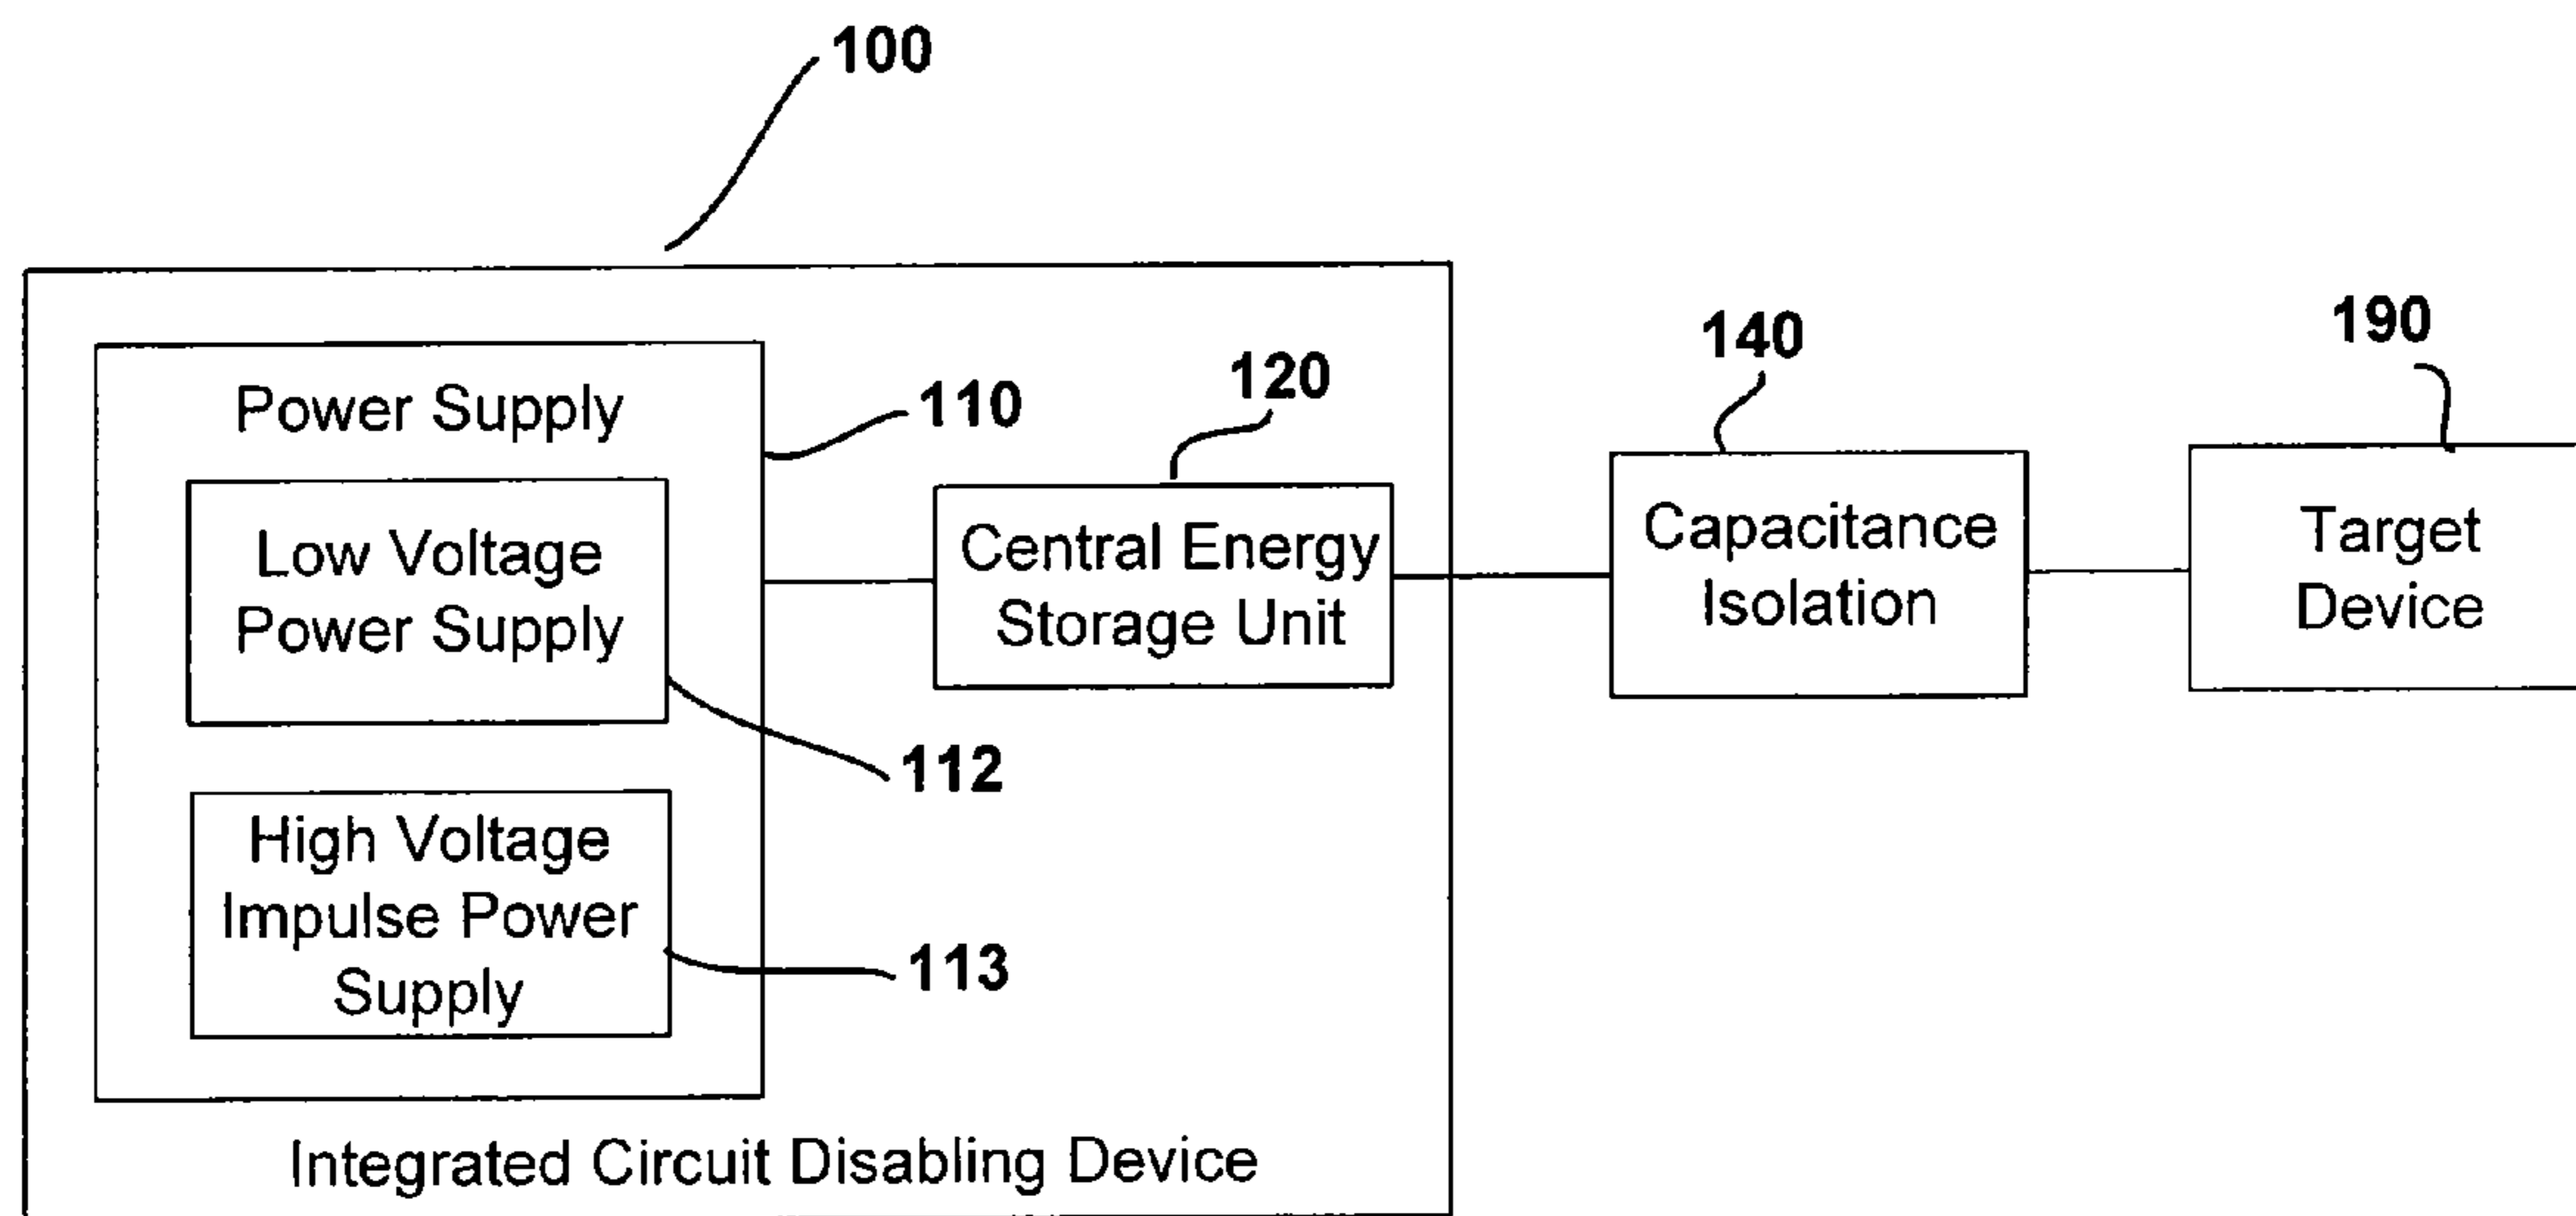 100
Power Supply
110
Low Voltage
Power Supply
112
High Voltage
Impulse Power
Supply
113
120
Central Energy
Storage Unit
140
Capacitance
Isolation
190
Target
Device
Integrated Circuit Disabling Device